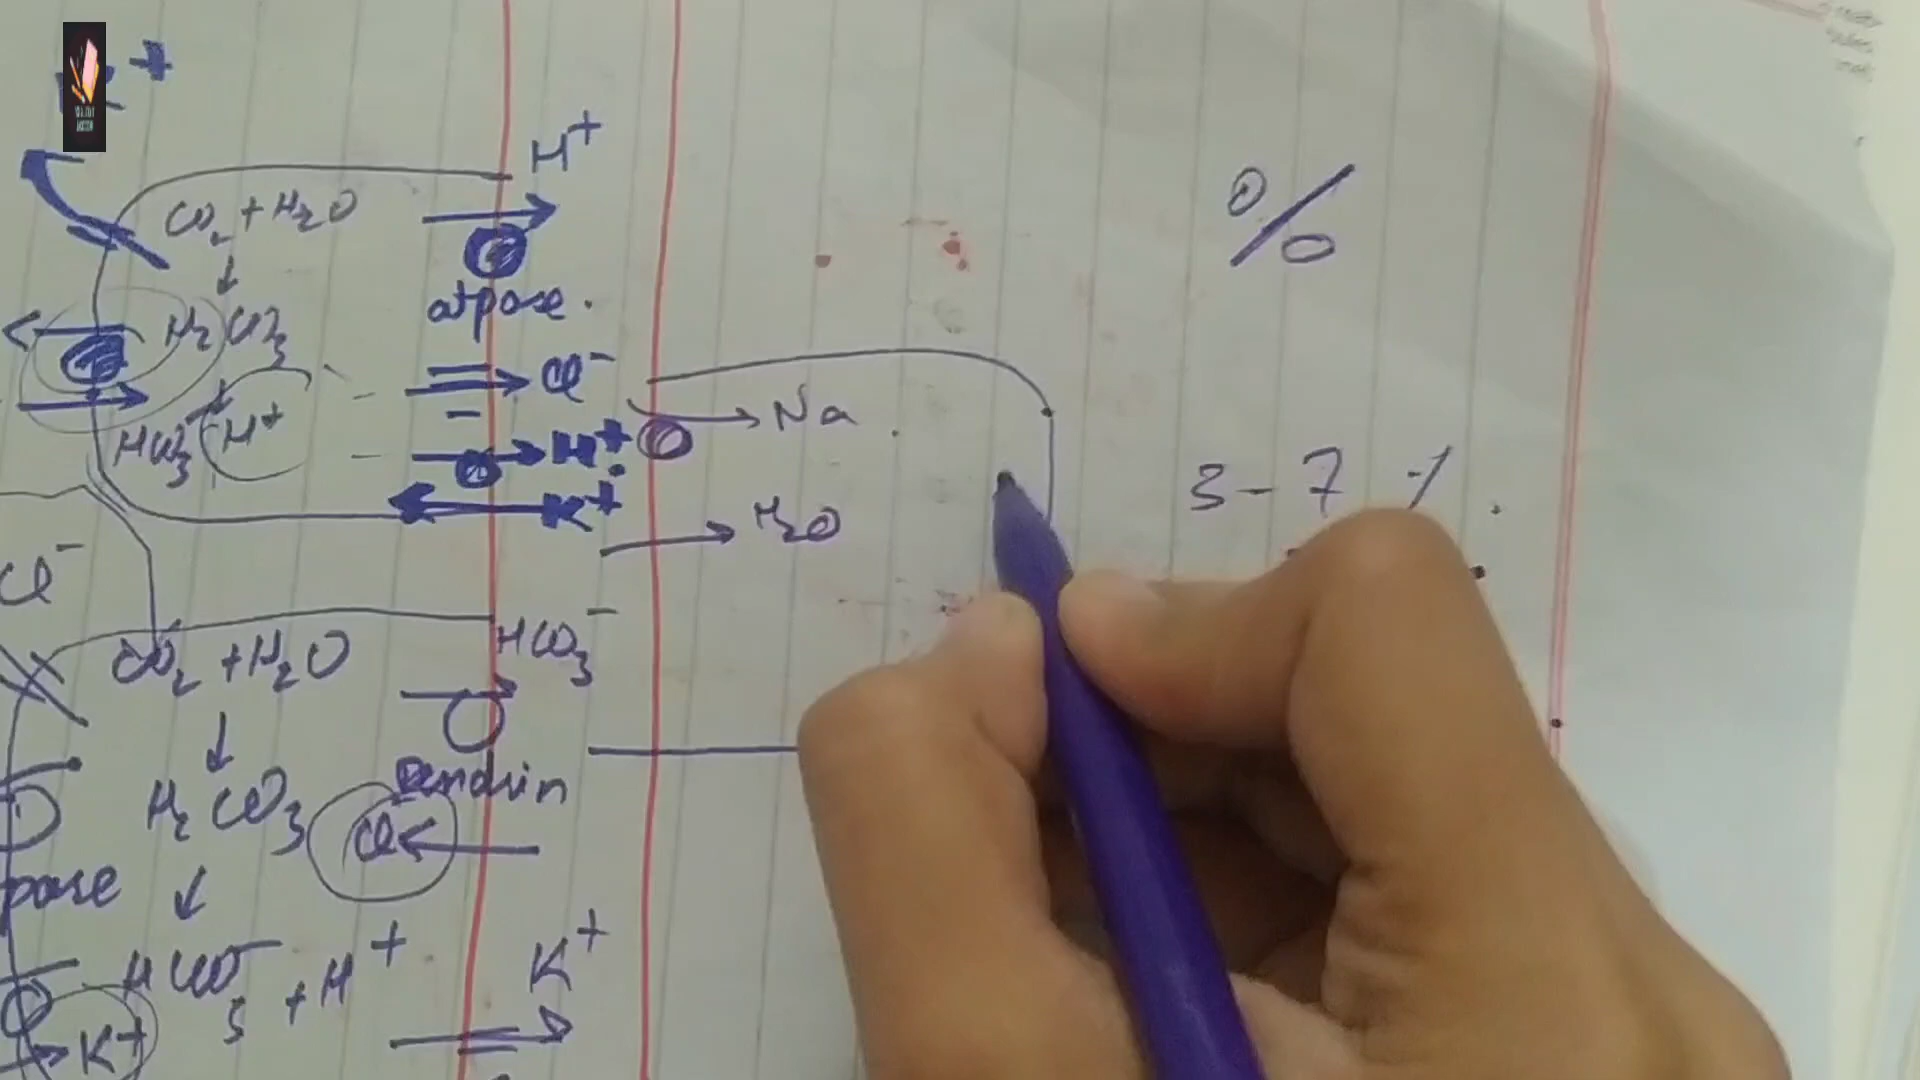 K+
H+
CO2 + H2O
↓
atpase.
H2CO3
↓
Cl-
HCO3- H+
H+
K+
Na
H2O
%
3-7 %.
Cl-
CO2 + H2O
HCO3-
↓
Pendrin
H2CO3
Cl
↓
pase
HCO3- + H+
K+
K+